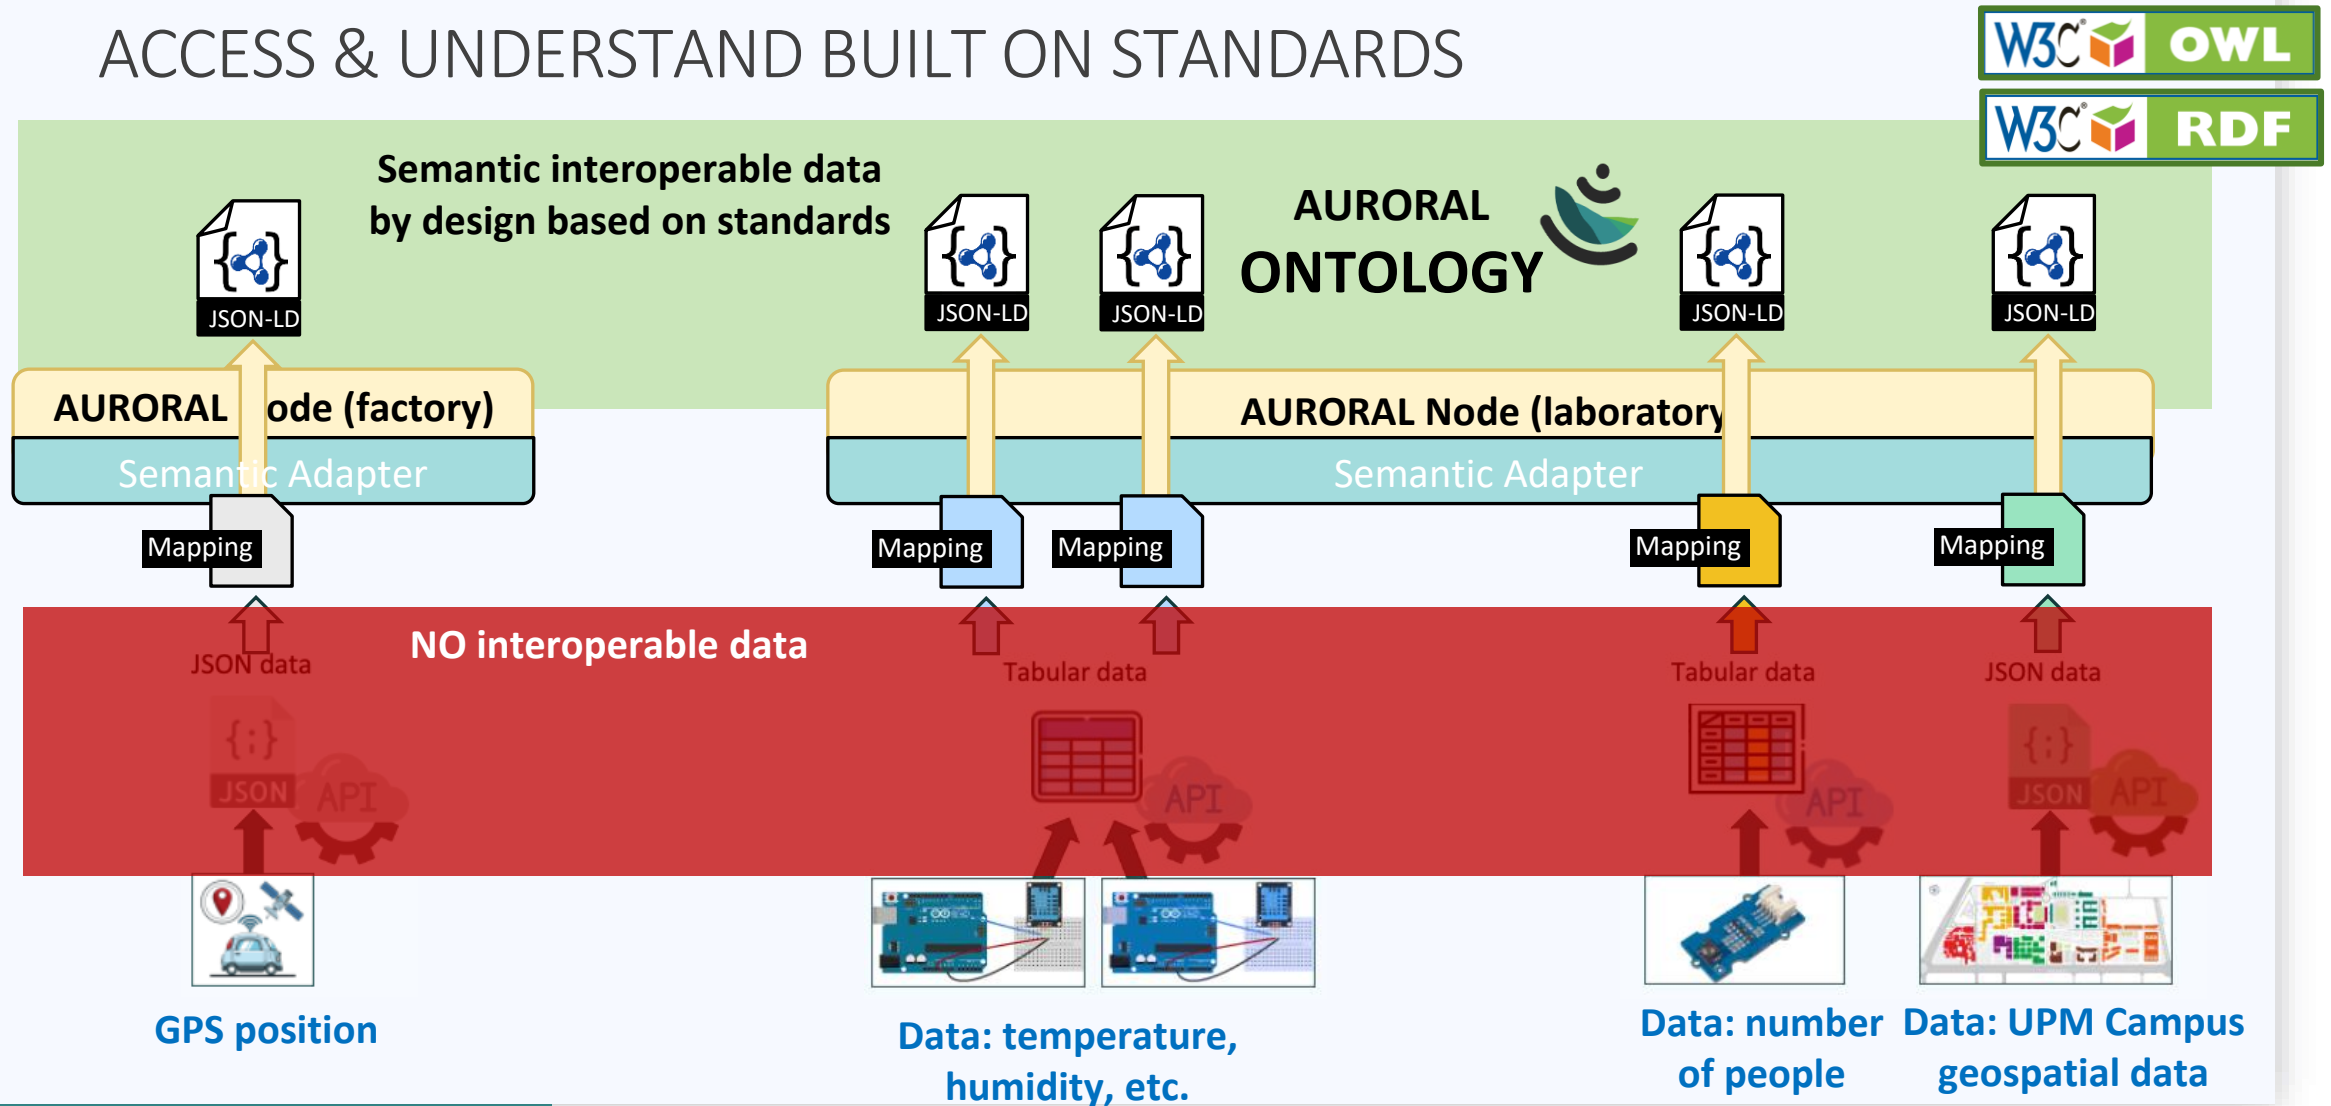 ACCESS & UNDERSTAND BUILT ON STANDARDS
W3C OWL
W3C RDF
Semantic interoperable data
by design based on standards
AURORAL
ONTOLOGY
JSON-LD
JSON-LD
JSON-LD
JSON-LD
JSON-LD
AURORAL ode (factory)
AURORAL Node (laboratory
Semantic Adapter
Semantic Adapter
Mapping
Mapping
Mapping
Mapping
Mapping
NO interoperable data
JSON data
Tabular data
Tabular data
JSON data
{:}
JSON
API
API
API
{:}
JSON
API
GPS position
Data: temperature,
humidity, etc.
Data: number
of people
Data: UPM Campus
geospatial data